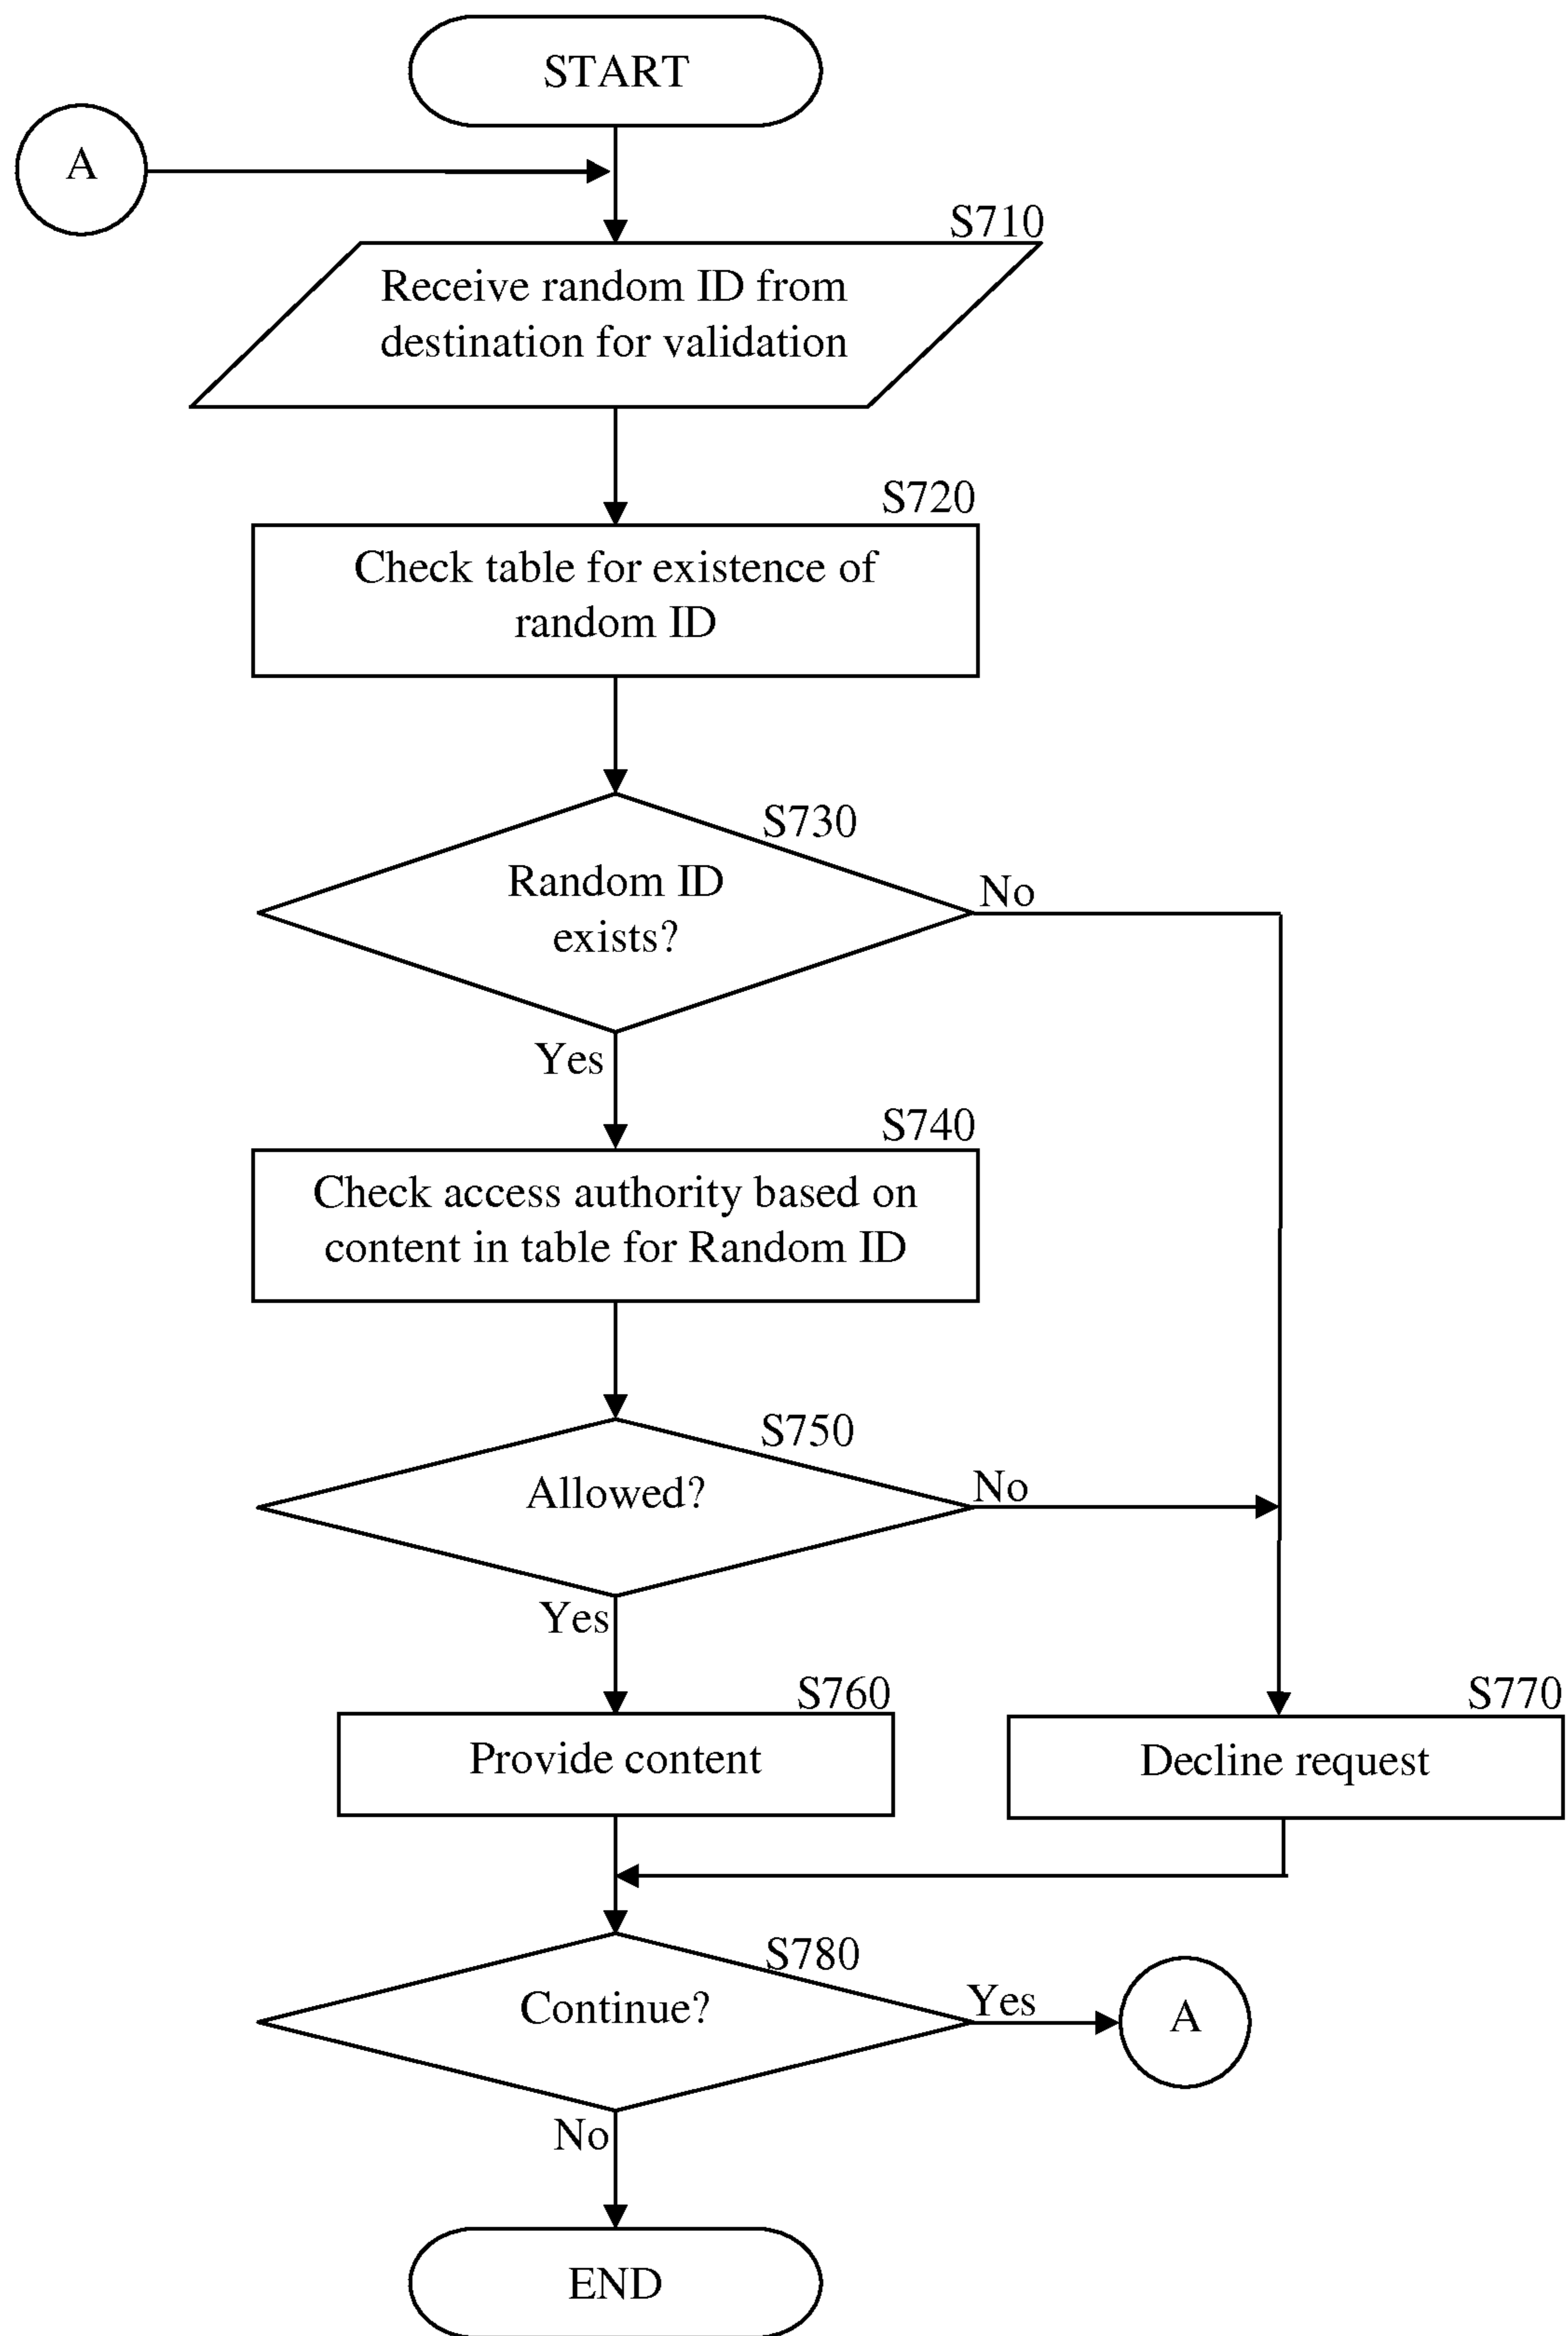 START
A
S710
Receive random ID from
destination for validation
S720
Check table for existence of
random ID
S730
Random ID
exists?
No
Yes
S740
Check access authority based on
content in table for Random ID
S750
Allowed?
No
Yes
S760
Provide content
S770
Decline request
S780
Continue?
Yes
A
No
END